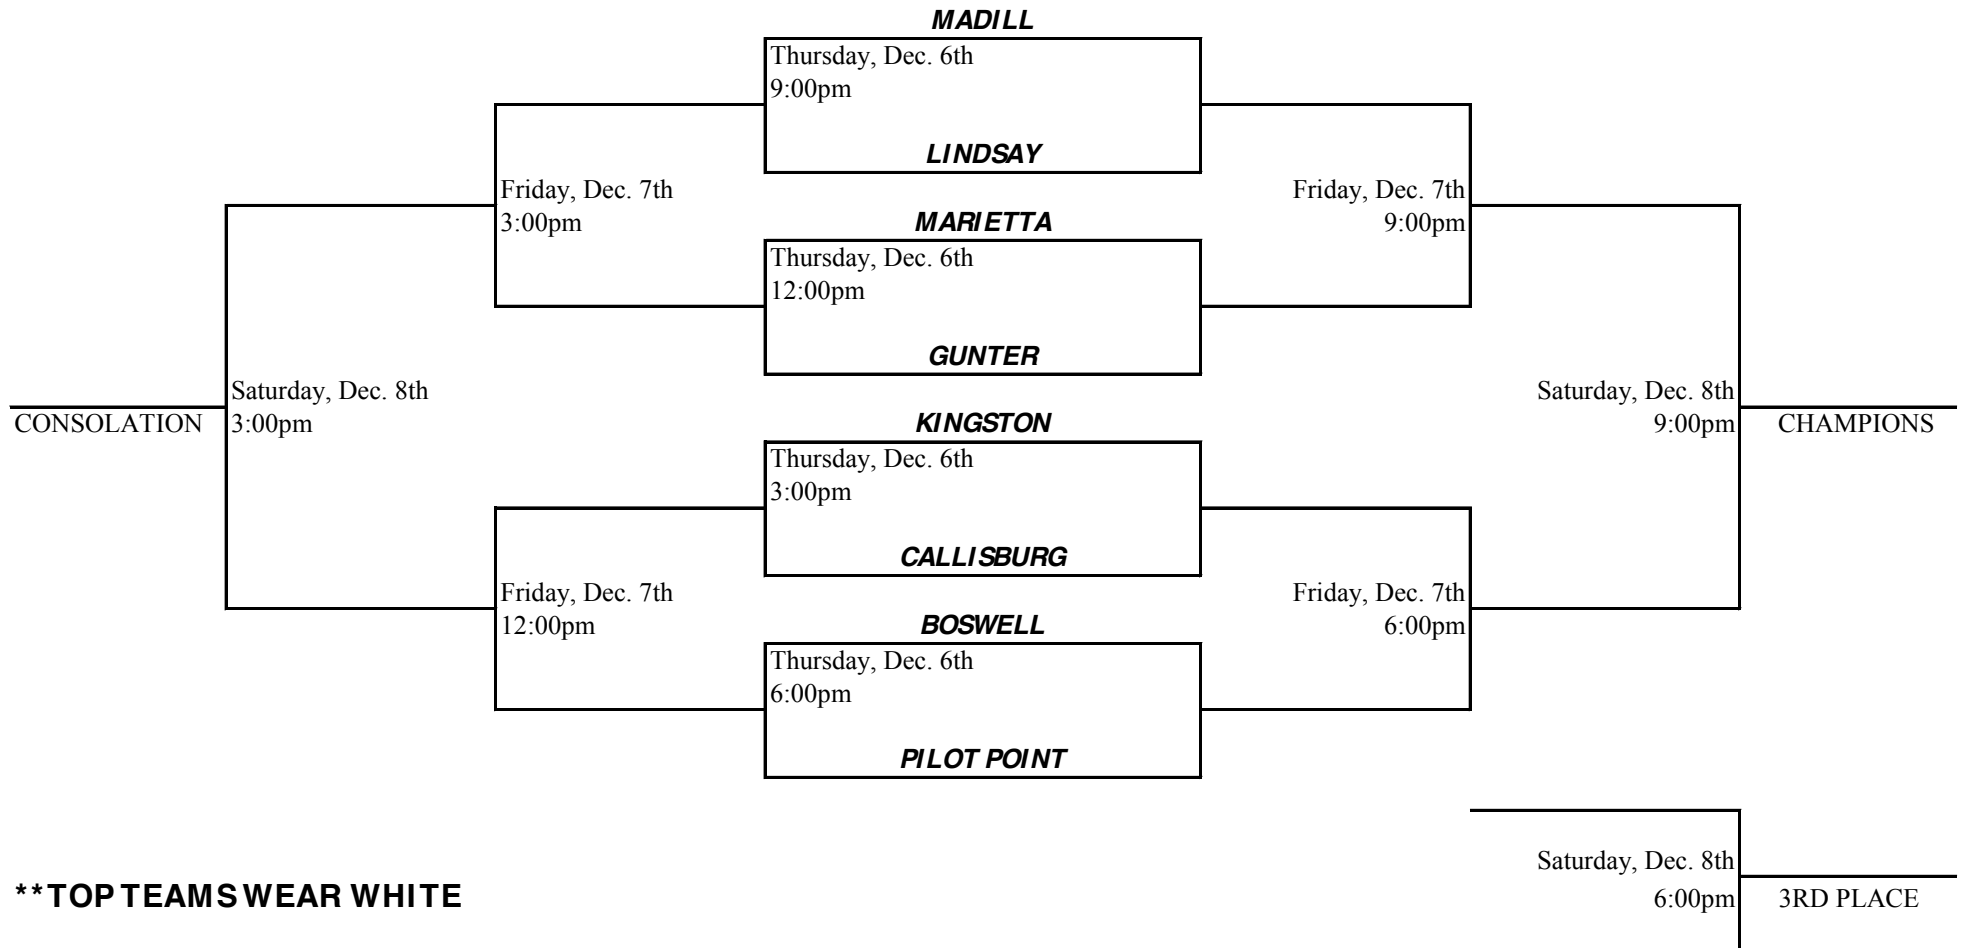 MADILL
Thursday, Dec. 6th
9:00pm
LINDSAY
Friday, Dec. 7th
3:00pm
Friday, Dec. 7th
9:00pm
MARIETTA
Thursday, Dec. 6th
12:00pm
GUNTER
Saturday, Dec. 8th
3:00pm
CONSOLATION
Saturday, Dec. 8th
9:00pm
CHAMPIONS
KINGSTON
Thursday, Dec. 6th
3:00pm
CALLISBURG
Friday, Dec. 7th
12:00pm
Friday, Dec. 7th
6:00pm
BOSWELL
Thursday, Dec. 6th
6:00pm
PILOT POINT
Saturday, Dec. 8th
6:00pm
3RD PLACE
**TOP TEAMS WEAR WHITE